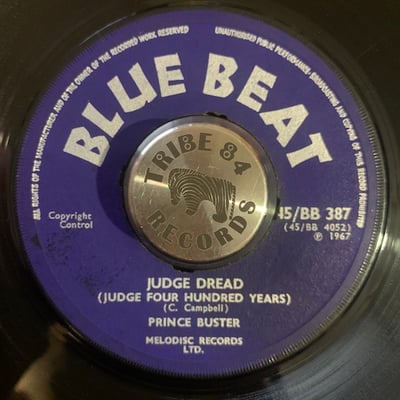 ALL RIGHTS OF THE MANUFACTURER AND OF THE OWNER OF THE RECORDED WORK RESERVED
UNAUTHORISED PUBLIC PERFORMANCE, BROADCASTING AND COPYING OF THIS RECORD PROHIBITED
BLUE BEAT
TRIBE 84
RECORDS
Copyright
Control
45/BB 387
(45/BB 4052)
℗ 1967
JUDGE DREAD
(JUDGE FOUR HUNDRED YEARS)
(C. Campbell)
PRINCE BUSTER
MELODISC RECORDS
LTD.